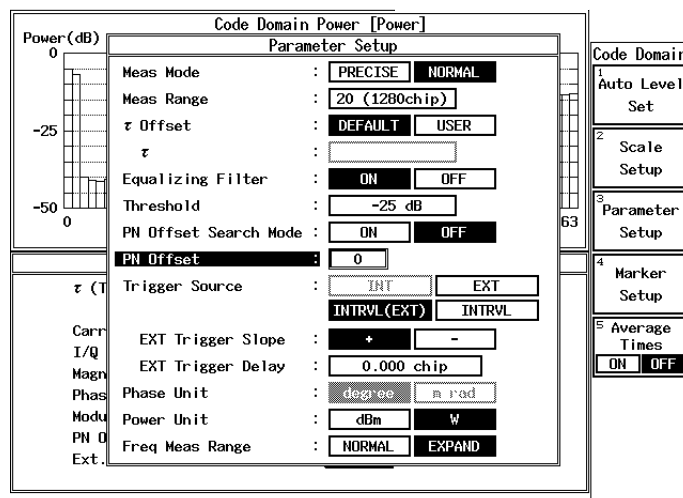 Code Domain Power [Power]
Power(dB)
Parameter Setup
0
-25
-50
0
63
Meas Mode : PRECISE NORMAL
Meas Range : 20 (1280chip)
τ Offset : DEFAULT USER
τ :
Equalizing Filter : ON OFF
Threshold : -25 dB
PN Offset Search Mode : ON OFF
PN Offset : 0
Trigger Source : INT EXT
INTRVL(EXT) INTRVL
EXT Trigger Slope : + -
EXT Trigger Delay : 0.000 chip
Phase Unit : degree m rad
Power Unit : dBm W
Freq Meas Range : NORMAL EXPAND
τ (T
Carr
I/Q
Magn
Phas
Modu
PN O
Ext.
Code Domain
1
Auto Level
Set
2
Scale
Setup
3
Parameter
Setup
4
Marker
Setup
5 Average
Times
ON OFF